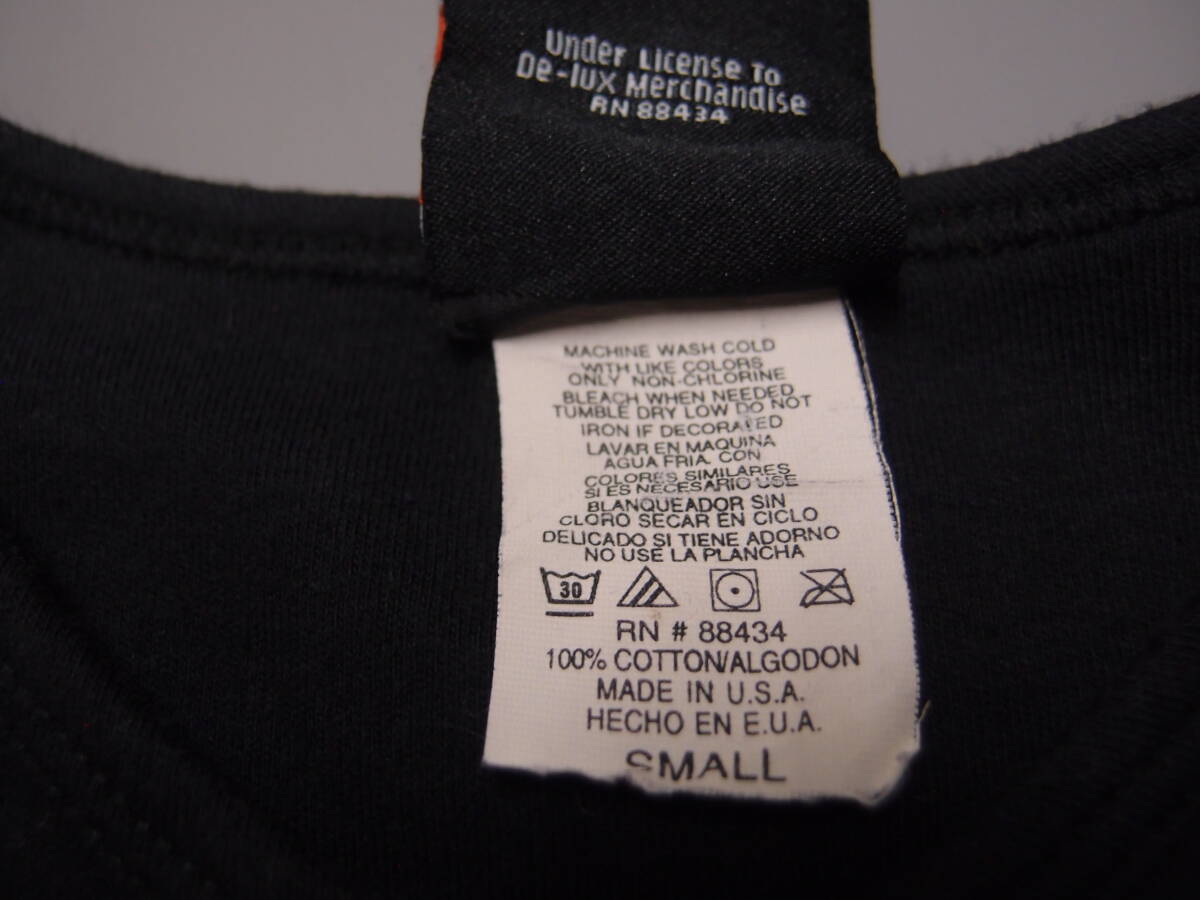 Under License To
De-lux Merchandise
RN 88434
MACHINE WASH COLD
WITH LIKE COLORS
ONLY NON-CHLORINE
BLEACH WHEN NEEDED
TUMBLE DRY LOW DO NOT
IRON IF DECORATED
LAVAR EN MAQUINA
AGUA FRIA. CON
COLORES SIMILARES
SI ES NECESARIO USE
BLANQUEADOR SIN
CLORO SECAR EN CICLO
DELICADO SI TIENE ADORNO
NO USE LA PLANCHA
30
RN # 88434
100% COTTON/ALGODON
MADE IN U.S.A.
HECHO EN E.U.A.
SMALL